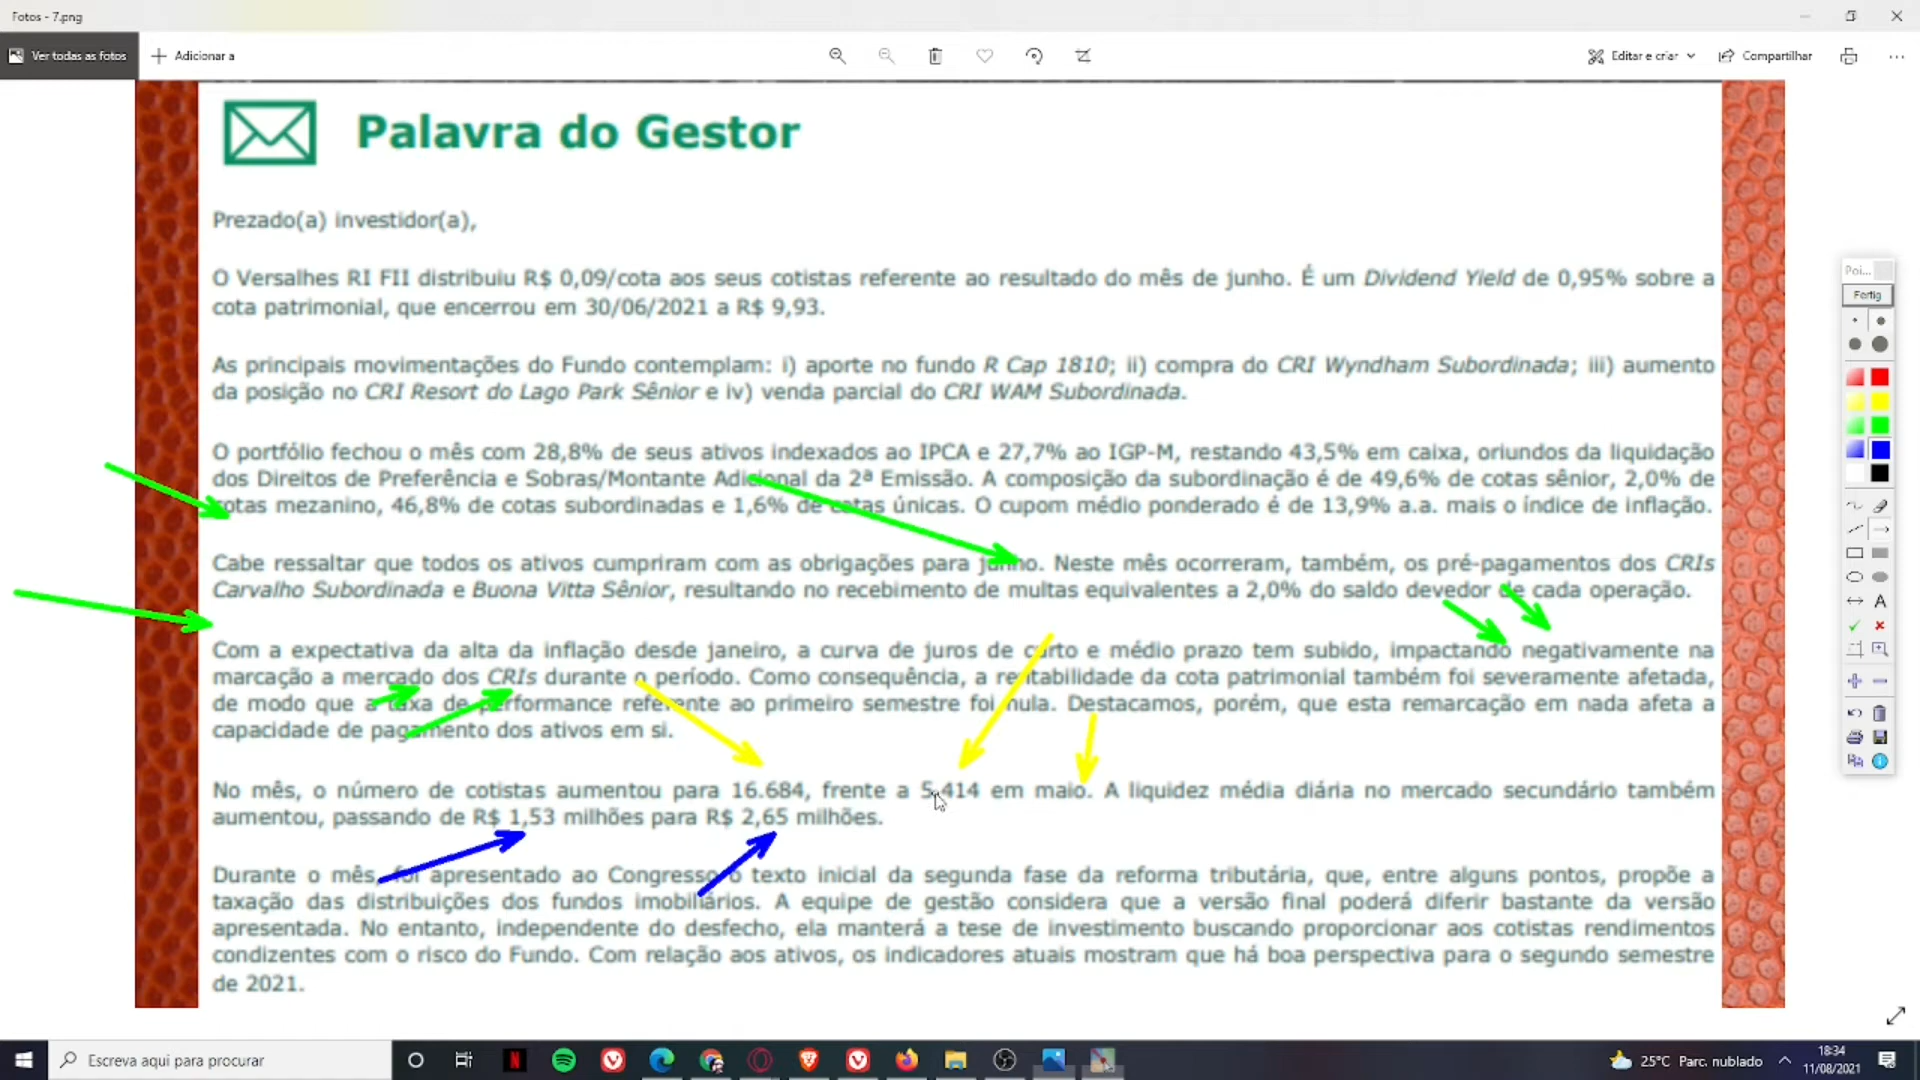 Fotos - 7.png
Ver todas as fotos
Adicionar a
Editar e criar
Compartilhar
Palavra do Gestor
Prezado(a) investidor(a),
O Versalhes RI FII distribuiu R$ 0,09/cota aos seus cotistas referente ao resultado do mês de junho. É um Dividend Yield de 0,95% sobre a
cota patrimonial, que encerrou em 30/06/2021 a R$ 9,93.
As principais movimentações do Fundo contemplam: i) aporte no fundo R Cap 1810; ii) compra do CRI Wyndham Subordinada; iii) aumento
da posição no CRI Resort do Lago Park Sênior e iv) venda parcial do CRI WAM Subordinada.
O portfólio fechou o mês com 28,8% de seus ativos indexados ao IPCA e 27,7% ao IGP-M, restando 43,5% em caixa, oriundos da liquidação
dos Direitos de Preferência e Sobras/Montante Adicional da 2ª Emissão. A composição da subordinação é de 49,6% de cotas sênior, 2,0% de
cotas mezanino, 46,8% de cotas subordinadas e 1,6% de cotas únicas. O cupom médio ponderado é de 13,9% a.a. mais o índice de inflação.
Cabe ressaltar que todos os ativos cumpriram com as obrigações para junho. Neste mês ocorreram, também, os pré-pagamentos dos CRIs
Carvalho Subordinada e Buona Vitta Sênior, resultando no recebimento de multas equivalentes a 2,0% do saldo devedor de cada operação.
Com a expectativa da alta da inflação desde janeiro, a curva de juros de curto e médio prazo tem subido, impactando negativamente na
marcação a mercado dos CRIs durante o período. Como consequência, a rentabilidade da cota patrimonial também foi severamente afetada,
de modo que a taxa de performance referente ao primeiro semestre foi nula. Destacamos, porém, que esta remarcação em nada afeta a
capacidade de pagamento dos ativos em si.
No mês, o número de cotistas aumentou para 16.684, frente a 5.414 em maio. A liquidez média diária no mercado secundário também
aumentou, passando de R$ 1,53 milhões para R$ 2,65 milhões.
Durante o mês, foi apresentado ao Congresso o texto inicial da segunda fase da reforma tributária, que, entre alguns pontos, propõe a
taxação das distribuições dos fundos imobiliários. A equipe de gestão considera que a versão final poderá diferir bastante da versão
apresentada. No entanto, independente do desfecho, ela manterá a tese de investimento buscando proporcionar aos cotistas rendimentos
condizentes com o risco do Fundo. Com relação aos ativos, os indicadores atuais mostram que há boa perspectiva para o segundo semestre
de 2021.
Poi...
Fertig
A
Escreva aqui para procurar
25°C Parc. nublado
18:34
11/08/2021